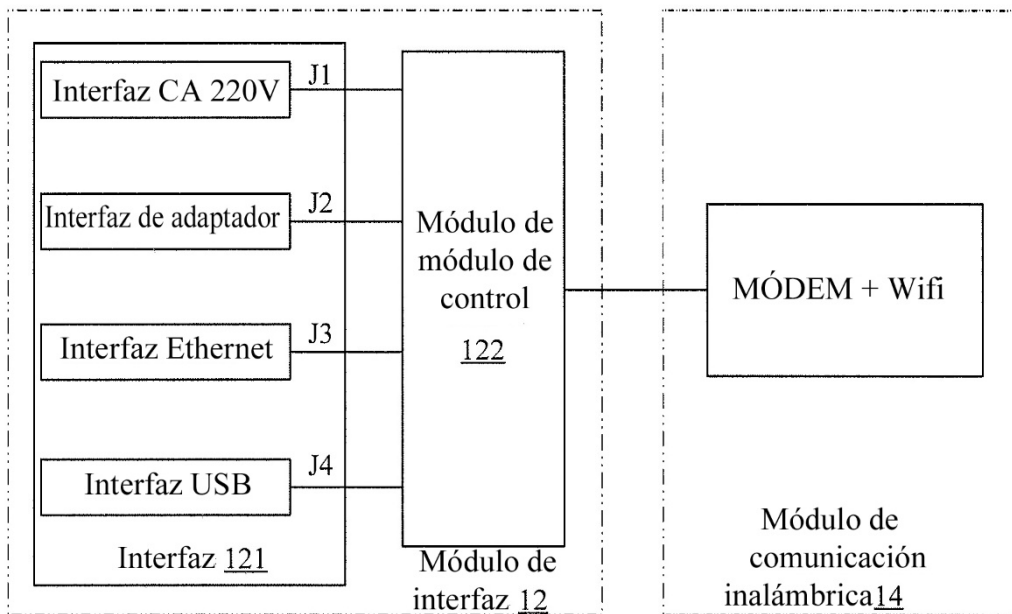 Interfaz CA 220V
J1
Interfaz de adaptador
J2
Interfaz Ethernet
J3
Interfaz USB
J4
Interfaz 121
Módulo de
módulo de
control
122
Módulo de
interfaz 12
MÓDEM + Wifi
Módulo de
comunicación
inalámbrica14